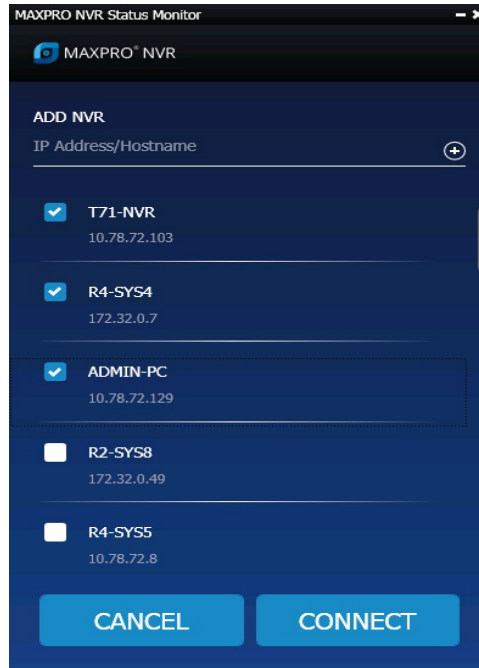 MAXPRO NVR Status Monitor
MAXPRO® NVR
ADD NVR
IP Address/Hostname
T71-NVR
10.78.72.103
R4-SYS4
172.32.0.7
ADMIN-PC
10.78.72.129
R2-SYS8
172.32.0.49
R4-SYS5
10.78.72.8
CANCEL CONNECT